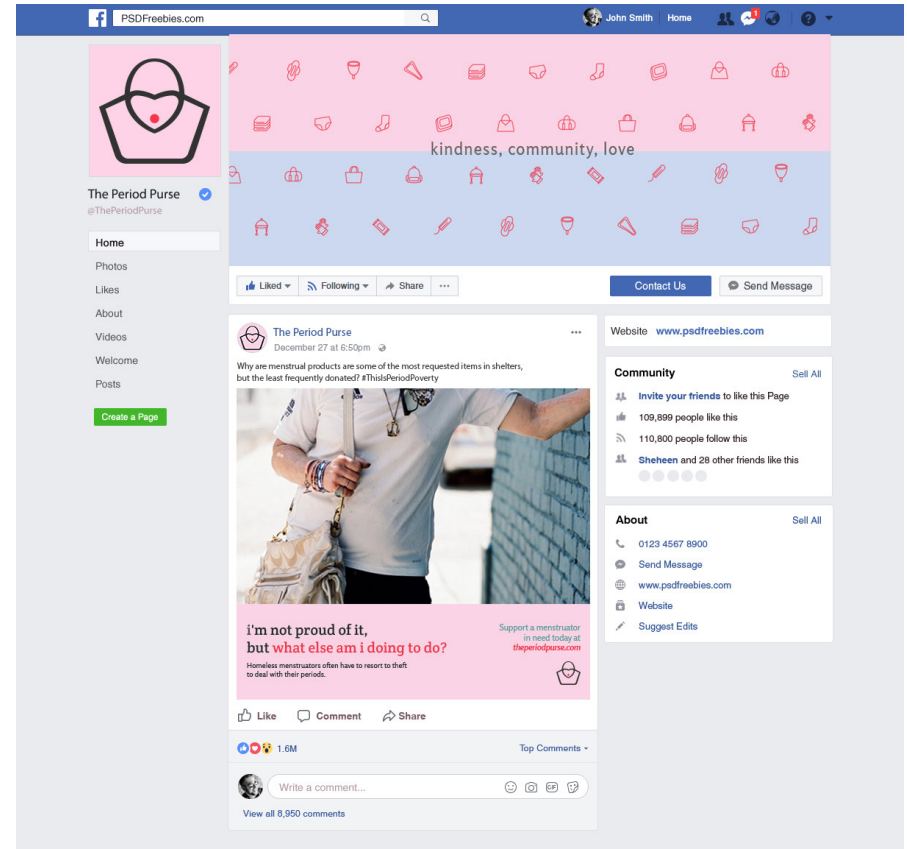 PSDFreebies.com
John Smith
Home
1
?
kindness, community, love
The Period Purse
@ThePeriodPurse
Home
Photos
Likes
About
Videos
Welcome
Posts
Create a Page
Liked
Following
Share
Contact Us
Send Message
The Period Purse
December 27 at 6:50pm
Why are menstrual products are some of the most requested items in shelters,
but the least frequently donated? #ThisIsPeriodPoverty
i'm not proud of it,
but what else am i doing to do?
Homeless menstruators often have to resort to theft
to deal with their periods.
Support a menstruator
in need today at
theperiodpurse.com
Like
Comment
Share
1.6M
Top Comments
Write a comment...
GIF
View all 8,950 comments
Website www.psdfreebies.com
Community
Sell All
Invite your friends to like this Page
109,899 people like this
110,800 people follow this
Sheheen and 28 other friends like this
About
Sell All
0123 4567 8900
Send Message
www.psdfreebies.com
Website
Suggest Edits